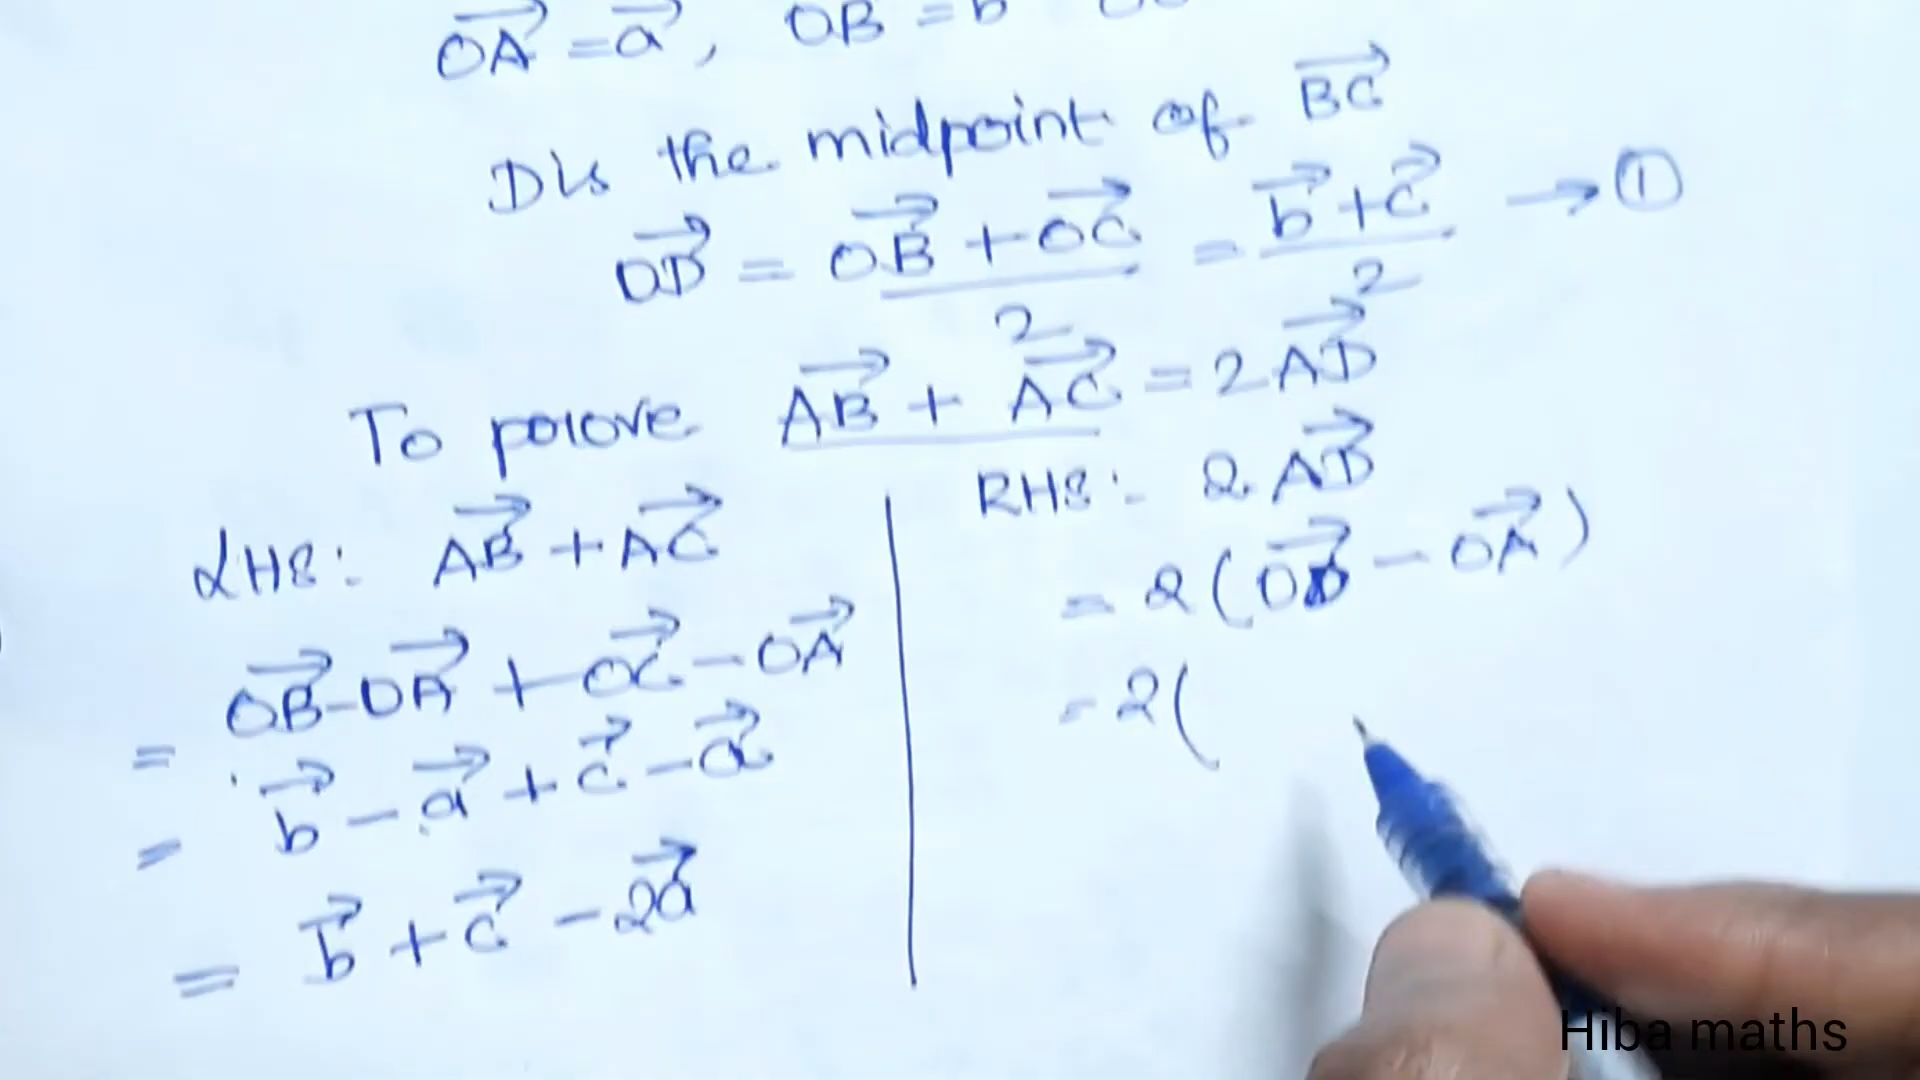 OA = a, OB = b
D is the midpoint of BC
OD = OB + OC / 2 = b + c / 2 → ①
To prove AB + AC = 2AD
LHS: AB + AC
= OB - OA + OC - OA
= b - a + c - a
= b + c - 2a
RHS: 2AD
= 2(OD - OA)
= 2(
Hiba maths